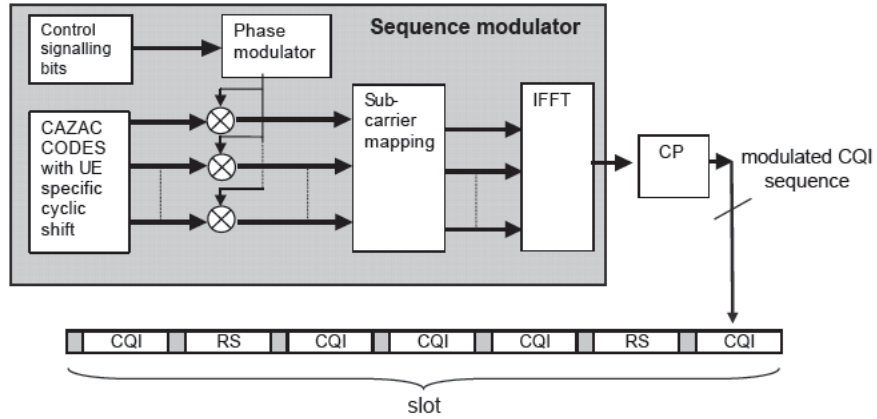 Sequence modulator
Control
signalling
bits
Phase
modulator
CAZAC
CODES
with UE
specific
cyclic
shift
Sub-
carrier
mapping
IFFT
CP
modulated CQI
sequence
CQI RS CQI CQI CQI RS CQI
slot